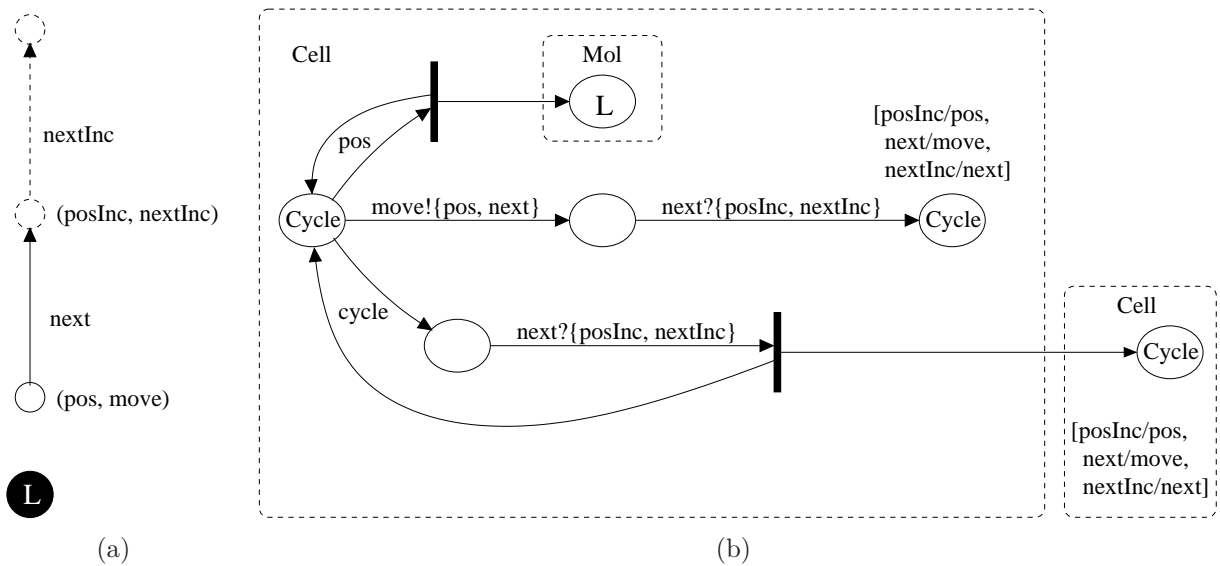 nextInc
(posInc, nextInc)
next
(pos, move)
L
(a)
Cell
Mol
L
pos
[posInc/pos,
next/move,
nextInc/next]
Cycle
move!{pos, next}
next?{posInc, nextInc}
Cycle
cycle
next?{posInc, nextInc}
Cell
Cycle
[posInc/pos,
next/move,
nextInc/next]
(b)